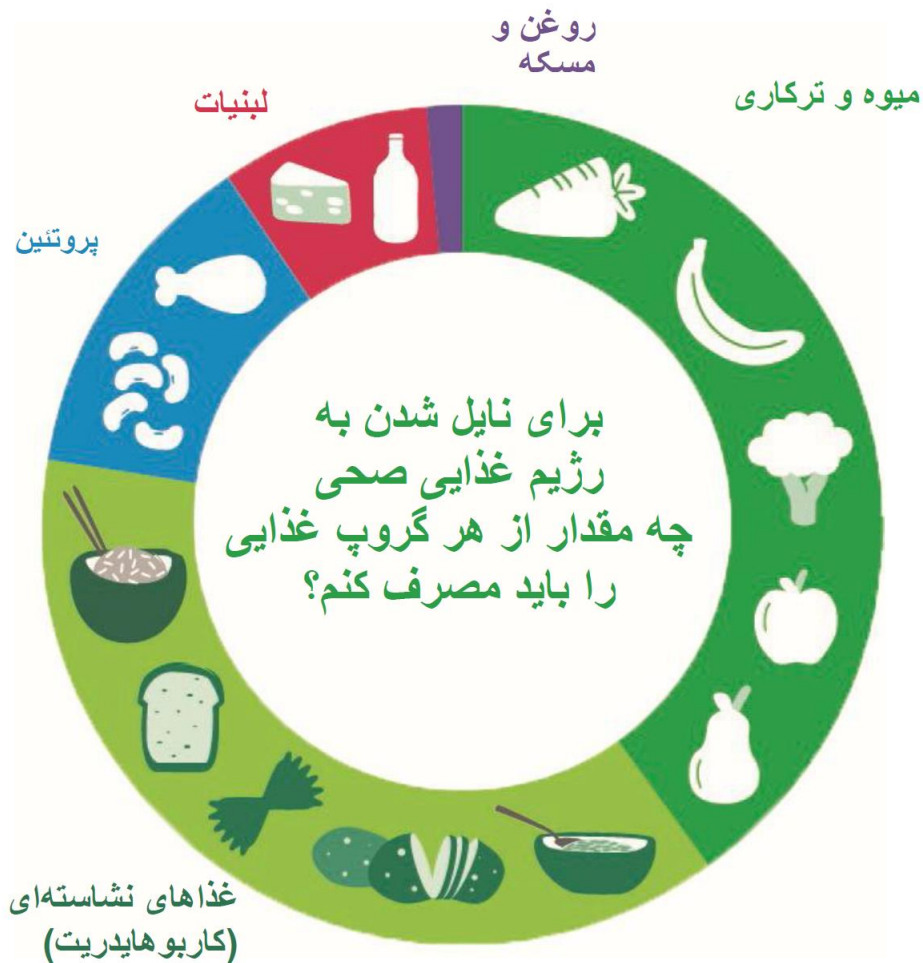 روغن و
مسکه
میوه و ترکاری
لبنیات
پروتئین
برای نایل شدن به
رژیم غذایی صحی
چه مقدار از هر گروپ غذایی
را باید مصرف کنم؟
غذاهای نشاسته‌ای
(کاربوهایدریت)